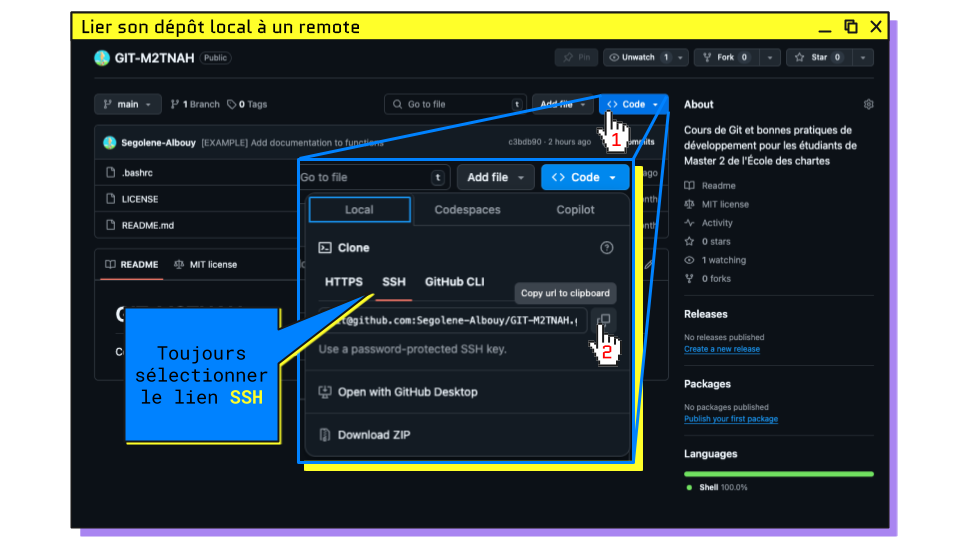 Lier son dépôt local à un remote
GIT-M2TNAH Public
Pin Unwatch 1 Fork 0 Star 0
main 1 Branch 0 Tags Go to file t Add file Code
Segolene-Albouy [EXAMPLE] Add documentation to functions c3bdb90 · 2 hours ago
.bashrc ago
LICENSE
README.md
README MIT license
About
Cours de Git et bonnes pratiques de
développement pour les étudiants de
Master 2 de l'École des chartes
Readme
MIT license
Activity
0 stars
1 watching
0 forks
Releases
No releases published
Create a new release
Packages
No packages published
Publish your first package
Languages
Shell 100.0%
1
Go to file t Add file Code
Local Codespaces Copilot
Clone
HTTPS SSH GitHub CLI
Copy url to clipboard
@github.com:Segolene-Albouy/GIT-M2TNAH.
2
Use a password-protected SSH key.
Open with GitHub Desktop
Download ZIP
Toujours
sélectionner
le lien SSH